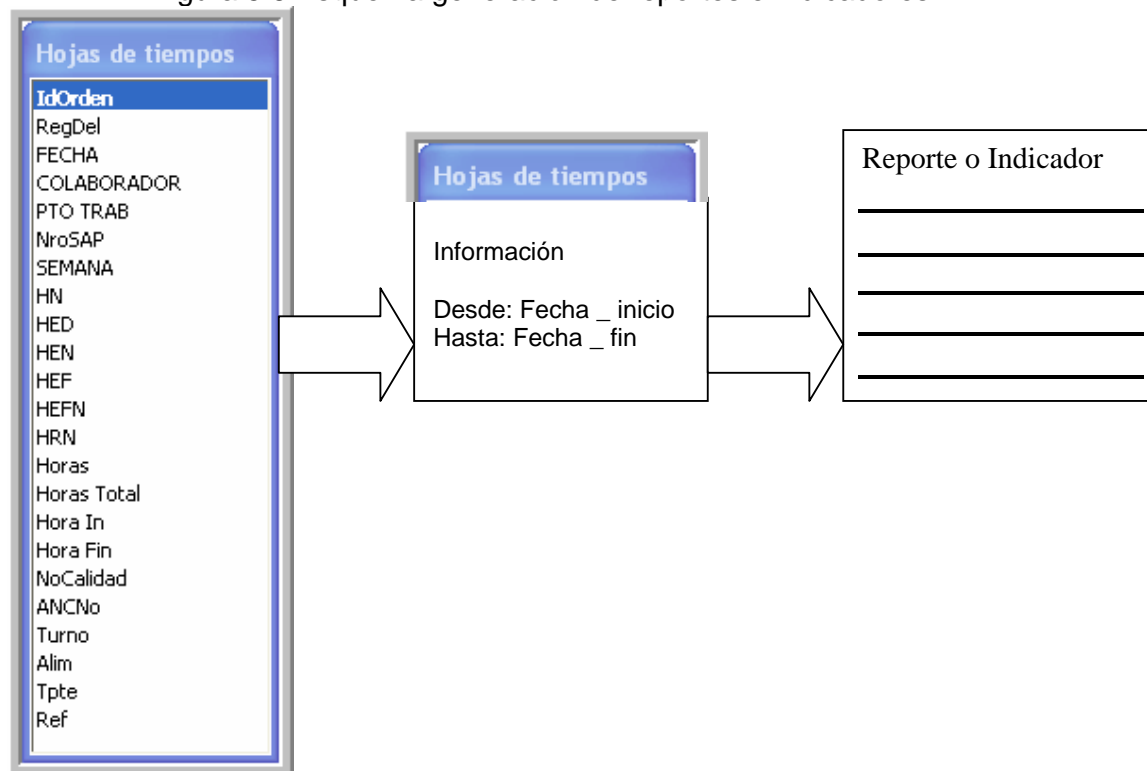 Hojas de tiempos
IdOrden
RegDel
FECHA
COLABORADOR
PTO TRAB
NroSAP
SEMANA
HN
HED
HEN
HEF
HEFN
HRN
Horas
Horas Total
Hora In
Hora Fin
NoCalidad
ANCNo
Turno
Alim
Tpte
Ref
Hojas de tiempos
Información
Desde: Fecha _ inicio
Hasta: Fecha _ fin
Reporte o Indicador